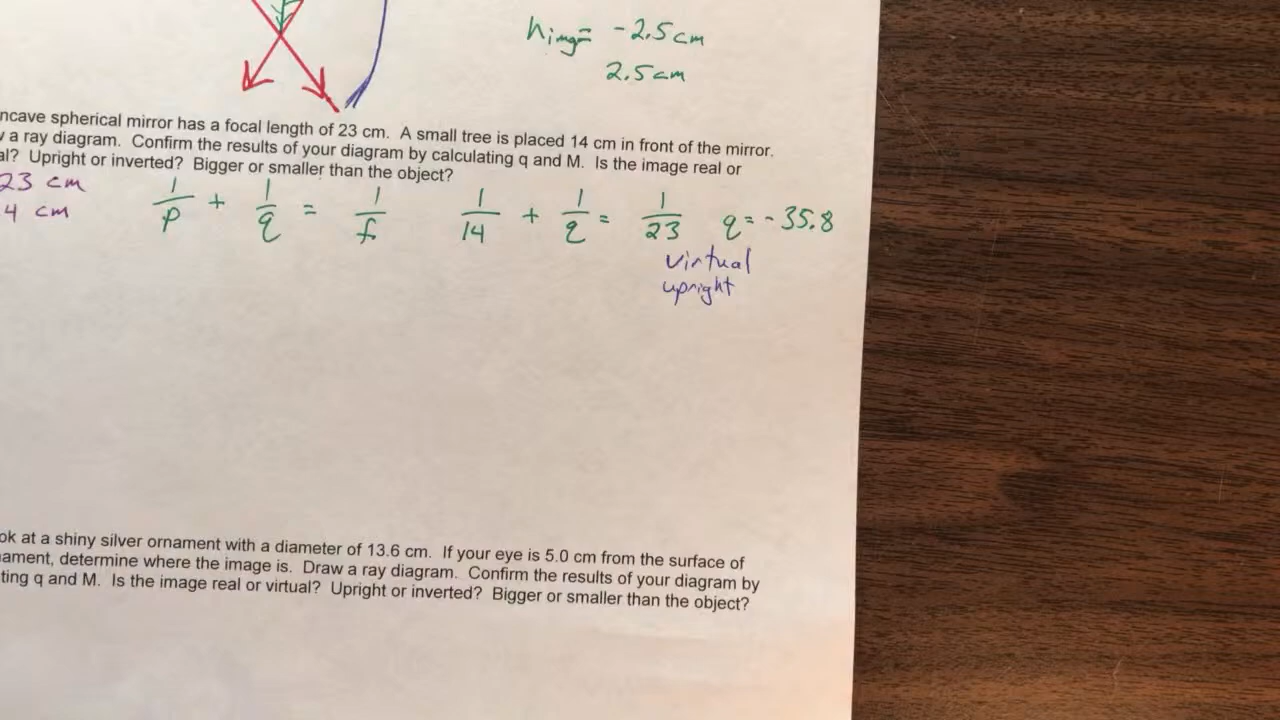 himg= -2.5cm
2.5cm
ncave spherical mirror has a focal length of 23 cm. A small tree is placed 14 cm in front of the mirror.
a ray diagram. Confirm the results of your diagram by calculating q and M. Is the image real or
al? Upright or inverted? Bigger or smaller than the object?
23 cm
4 cm
1/p + 1/q = 1/f 1/14 + 1/q = 1/23 q = -35.8
virtual
upright
ok at a shiny silver ornament with a diameter of 13.6 cm. If your eye is 5.0 cm from the surface of
ament, determine where the image is. Draw a ray diagram. Confirm the results of your diagram by
ting q and M. Is the image real or virtual? Upright or inverted? Bigger or smaller than the object?